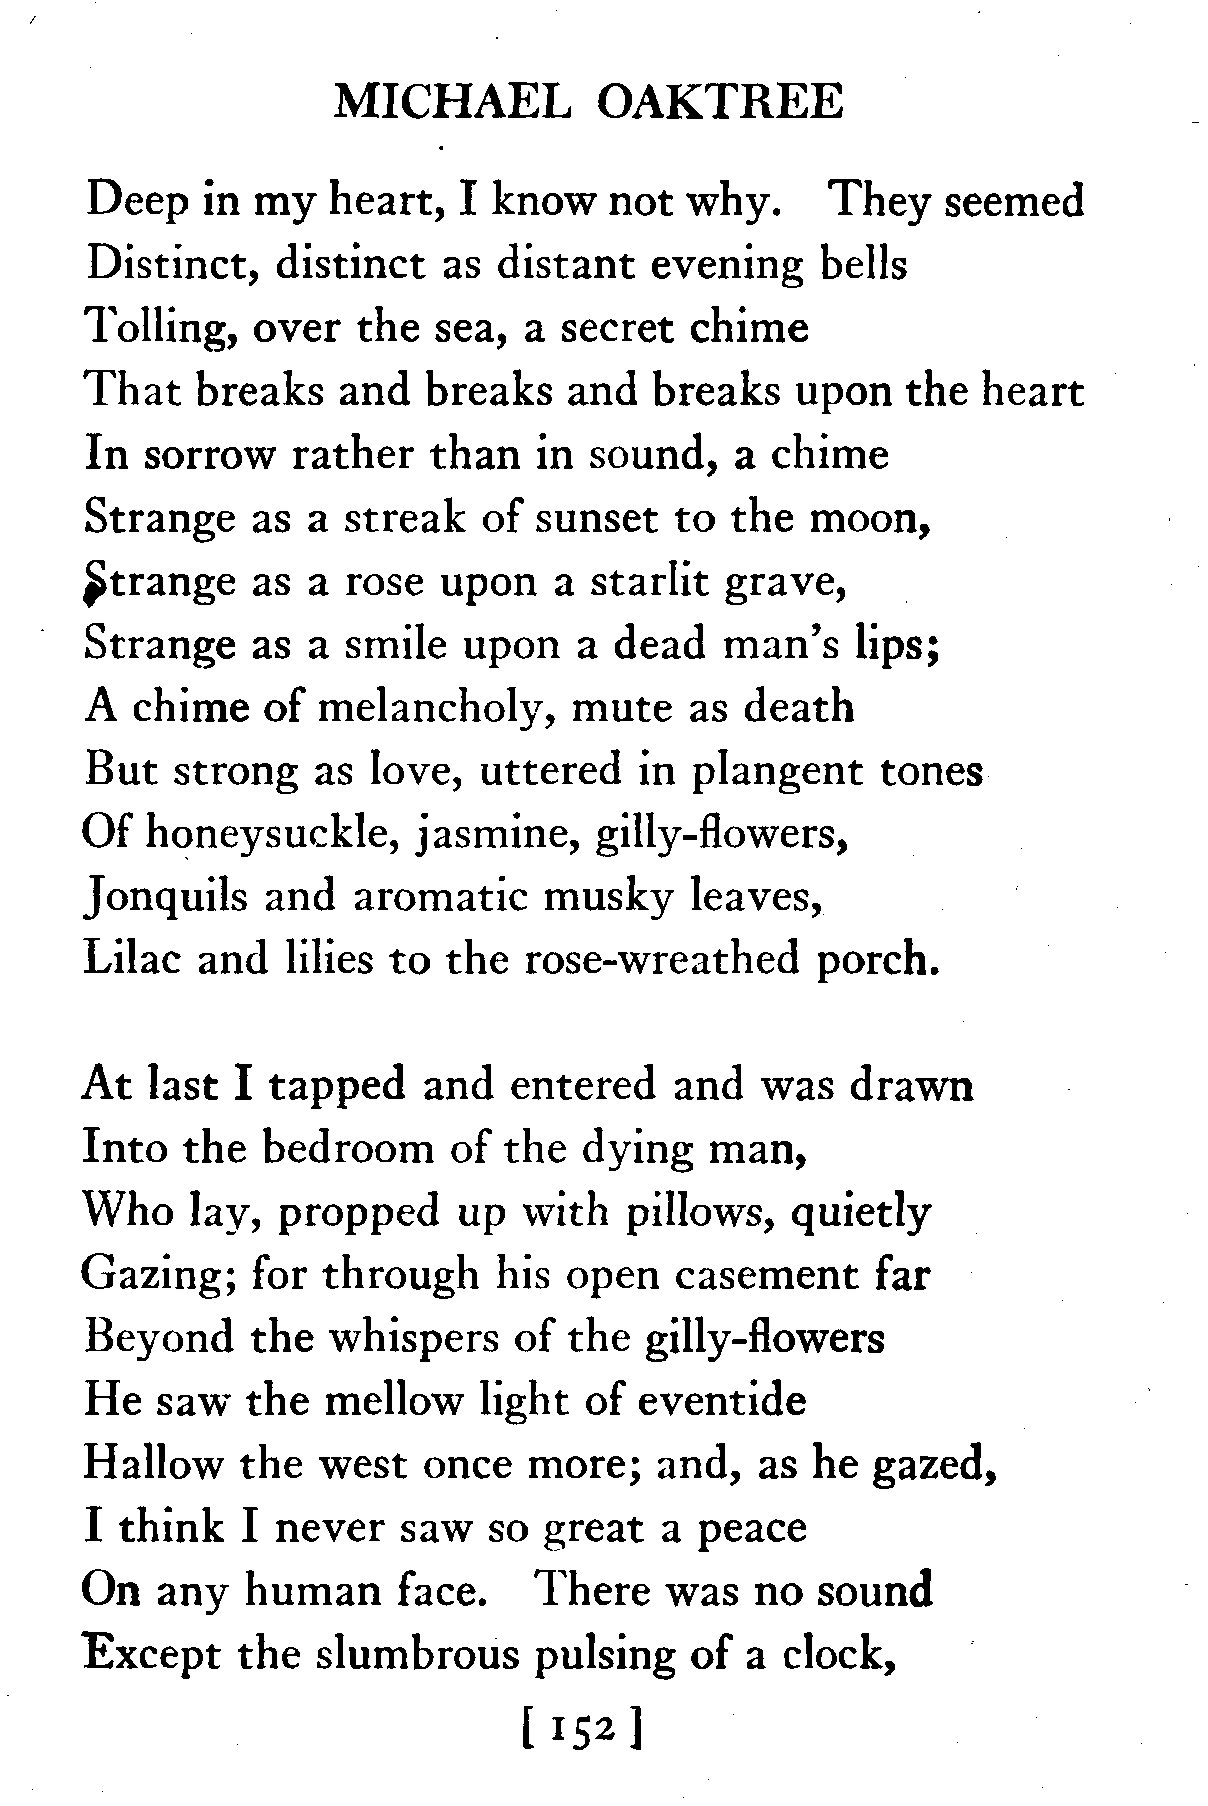 MICHAEL OAKTREE
Deep in my heart, I know not why. They seemed
Distinct, distinct as distant evening bells
Tolling, over the sea, a secret chime
That breaks and breaks and breaks upon the heart
In sorrow rather than in sound, a chime
Strange as a streak of sunset to the moon,
Strange as a rose upon a starlit grave,
Strange as a smile upon a dead man's lips;
A chime of melancholy, mute as death
But strong as love, uttered in plangent tones
Of honeysuckle, jasmine, gilly-flowers,
Jonquils and aromatic musky leaves,
Lilac and lilies to the rose-wreathed porch.
At last I tapped and entered and was drawn
Into the bedroom of the dying man,
Who lay, propped up with pillows, quietly
Gazing; for through his open casement far
Beyond the whispers of the gilly-flowers
He saw the mellow light of eventide
Hallow the west once more; and, as he gazed,
I think I never saw so great a peace
On any human face. There was no sound
Except the slumbrous pulsing of a clock,
[ 152 ]